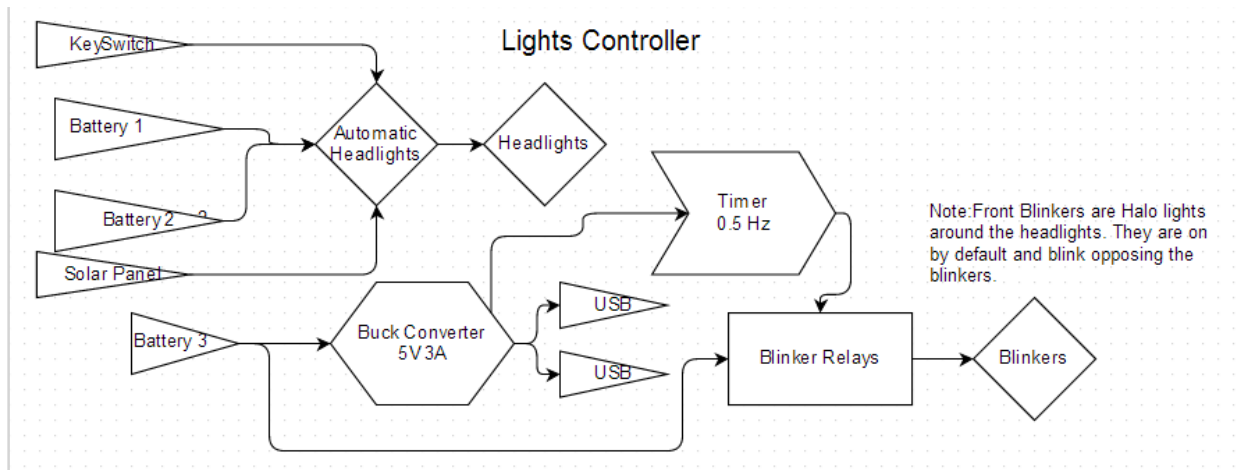 Lights Controller
KeySwitch
Battery 1
Automatic
Headlights
Headlights
Battery 2
Solar Panel
Timer
0.5 Hz
Note:Front Blinkers are Halo lights
around the headlights. They are on
by default and blink opposing the
blinkers.
Battery 3
Buck Converter
5V3A
USB
USB
Blinker Relays
Blinkers